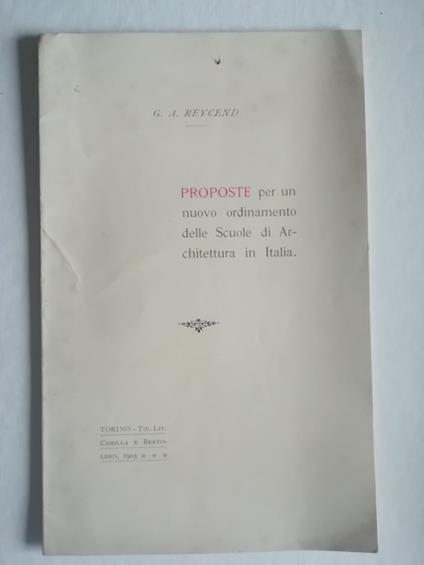 G. A. REYCEND
PROPOSTE per un
nuovo ordinamento
delle Scuole di Ar-
chitettura in Italia.
TORINO - TIP. LIT.
CAMILLA E BERTO-
LERO, 1903